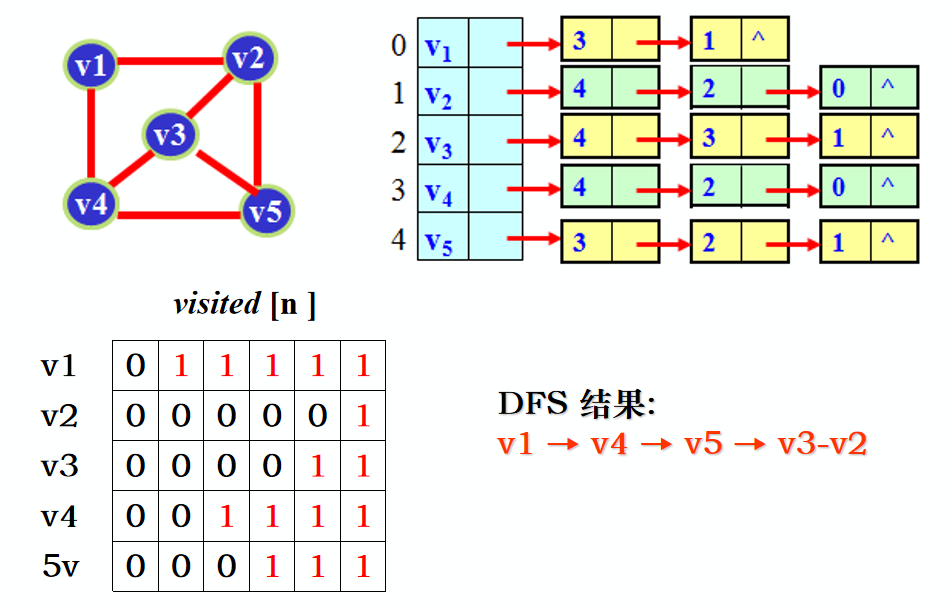 v1
v2
v3
v4
v5
0 v1 3 1 ^
1 v2 4 2 0 ^
2 v3 4 3 1 ^
3 v4 4 2 0 ^
4 v5 3 2 1 ^
visited [n ]
v1 0 1 1 1 1 1
v2 0 0 0 0 0 1
v3 0 0 0 0 1 1
v4 0 0 1 1 1 1
5v 0 0 0 1 1 1
DFS 结果:
v1 → v4 → v5 → v3-v2